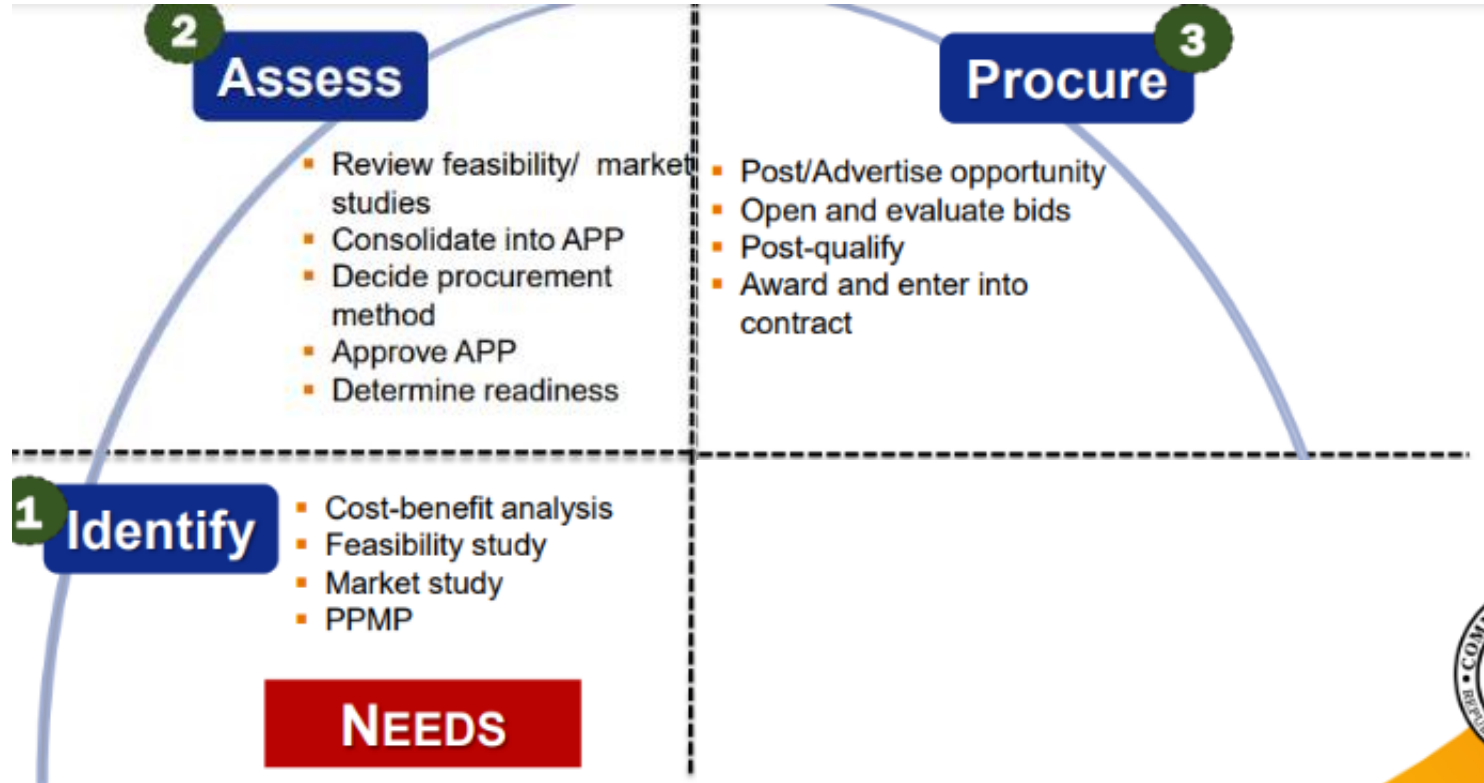 2
Assess
▪ Review feasibility/ market
studies
▪ Consolidate into APP
▪ Decide procurement
method
▪ Approve APP
▪ Determine readiness
3
Procure
▪ Post/Advertise opportunity
▪ Open and evaluate bids
▪ Post-qualify
▪ Award and enter into
contract
1
Identify
▪ Cost-benefit analysis
▪ Feasibility study
▪ Market study
▪ PPMP
NEEDS